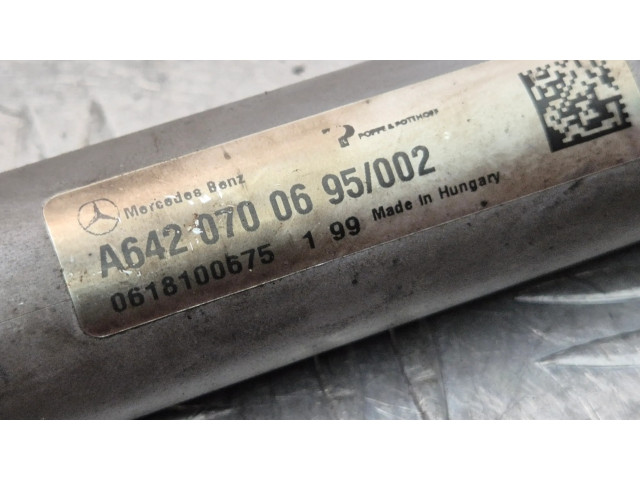 POPPE & POTTHOFF
Mercedes Benz
A642 070 06 95/002
0618100675 1 99 Made in Hungary